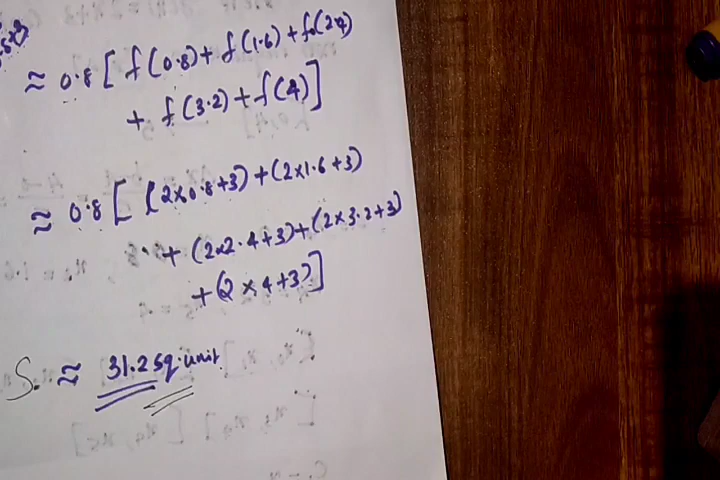 ≈ 0.8 [ f(0.8) + f(1.6) + f(2.4)
+ f(3.2) + f(4) ]
≈ 0.8 [ (2×0.8+3) + (2×1.6+3)
+ (2×2.4+3) + (2×3.2+3)
+ (2×4+3) ]
S. ≈ 31.2 sq. unit